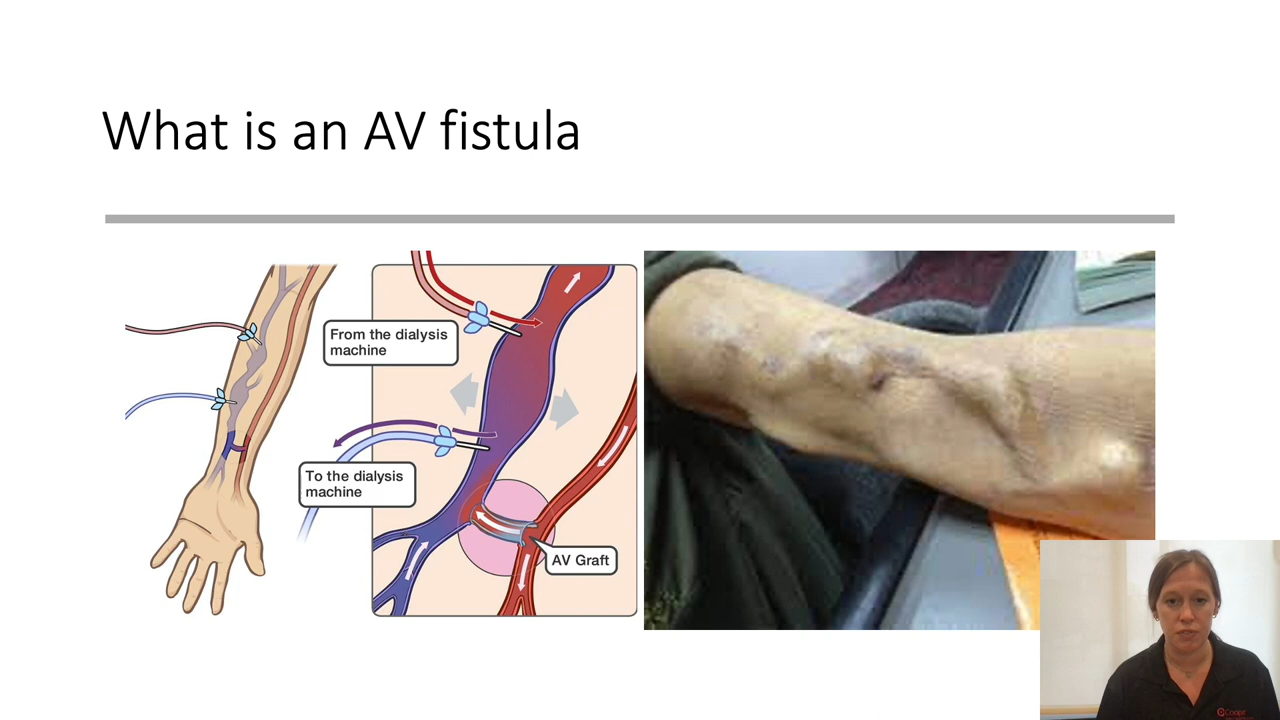 What is an AV fistula
From the dialysis
machine
To the dialysis
machine
AV Graft